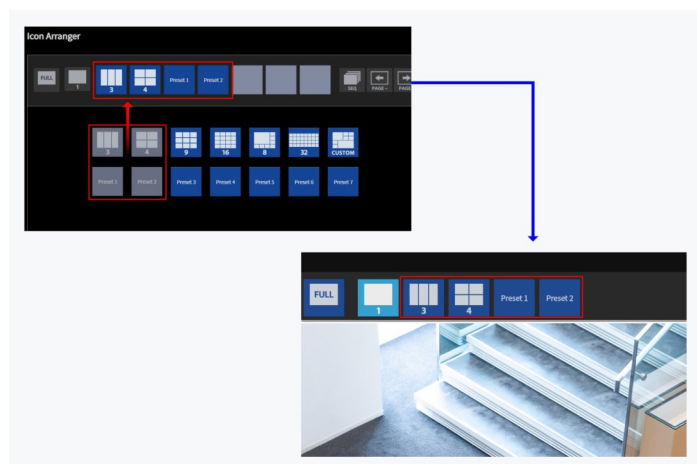 Icon Arranger
FULL
1
3
4
Preset 1
Preset 2
SEQ
PAGE -
PAGE
3
4
9
16
8
32
CUSTOM
Preset 1
Preset 2
Preset 3
Preset 4
Preset 5
Preset 6
Preset 7
FULL
1
3
4
Preset 1
Preset 2